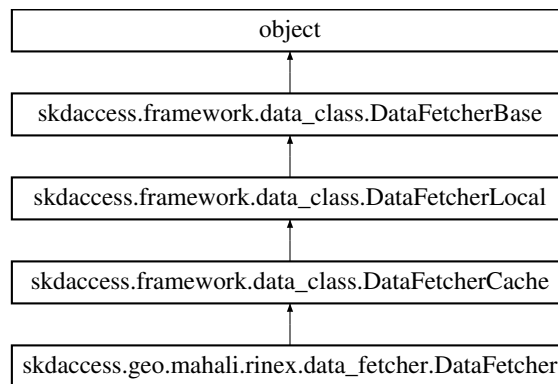 object
skdaccess.framework.data_class.DataFetcherBase
skdaccess.framework.data_class.DataFetcherLocal
skdaccess.framework.data_class.DataFetcherCache
skdaccess.geo.mahali.rinex.data_fetcher.DataFetcher